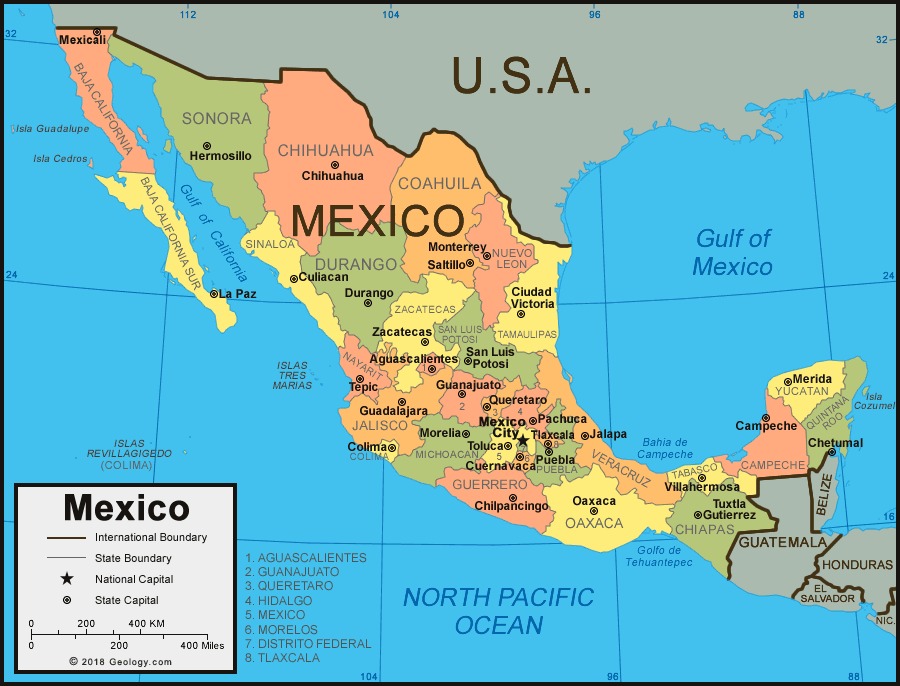 112
104
96
88
32
32
Mexicali
U.S.A.
BAJA CALIFORNIA
SONORA
Isla Guadalupe
Hermosillo
CHIHUAHUA
Isla Cedros
Chihuahua
COAHUILA
BAJA CALIFORNIA SUR
Gulf of California
MEXICO
Gulf of
Mexico
SINALOA
Monterrey
NUEVO
LEON
DURANGO
Saltillo
24
24
Culiacan
La Paz
Durango
Ciudad
Victoria
ZACATECAS
Zacatecas
SAN LUIS
POTOSI
TAMAULIPAS
NAYARIT
Aguascalientes
1
San Luis
Potosi
ISLAS
TRES
MARIAS
Tepic
Guanajuato
2
Merida
YUCATAN
Isla
Cozumel
QUINTANA
ROO
Guadalajara
Queretaro
3
4
JALISCO
Mexico
City
Pachuca
Campeche
Morelia
Tlaxcala
8
Jalapa
Chetumal
Colima
COLIMA
Toluca
5
MICHOACAN
Puebla
PUEBLA
Bahia de
Campeche
ISLAS
REVILLAGIGEDO
(COLIMA)
Cuernavaca
6
VERACRUZ
TABASCO
CAMPECHE
GUERRERO
Villahermosa
BELIZE
Chilpancingo
Oaxaca
OAXACA
Tuxtla
Gutierrez
CHIAPAS
16
GUATEMALA
Golfo de
Tehuantepec
HONDURAS
EL
SALVADOR
NIC.
NORTH PACIFIC
OCEAN
Mexico
International Boundary
State Boundary
National Capital
State Capital
0 200 400 KM
0 200 400 Miles
© 2018 Geology.com
1. AGUASCALIENTES
2. GUANAJUATO
3. QUERETARO
4. HIDALGO
5. MEXICO
6. MORELOS
7. DISTRITO FEDERAL
8. TLAXCALA
104
96
88